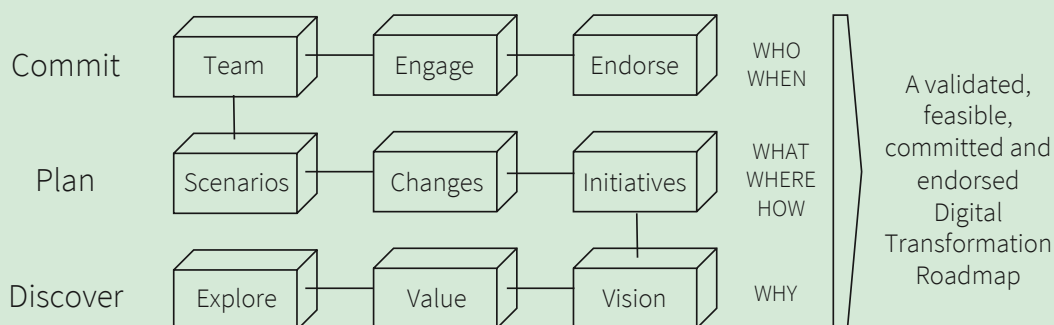 Commit
Team
Engage
Endorse
WHO
WHEN
Plan
Scenarios
Changes
Initiatives
WHAT
WHERE
HOW
Discover
Explore
Value
Vision
WHY
A validated,
feasible,
committed and
endorsed
Digital
Transformation
Roadmap